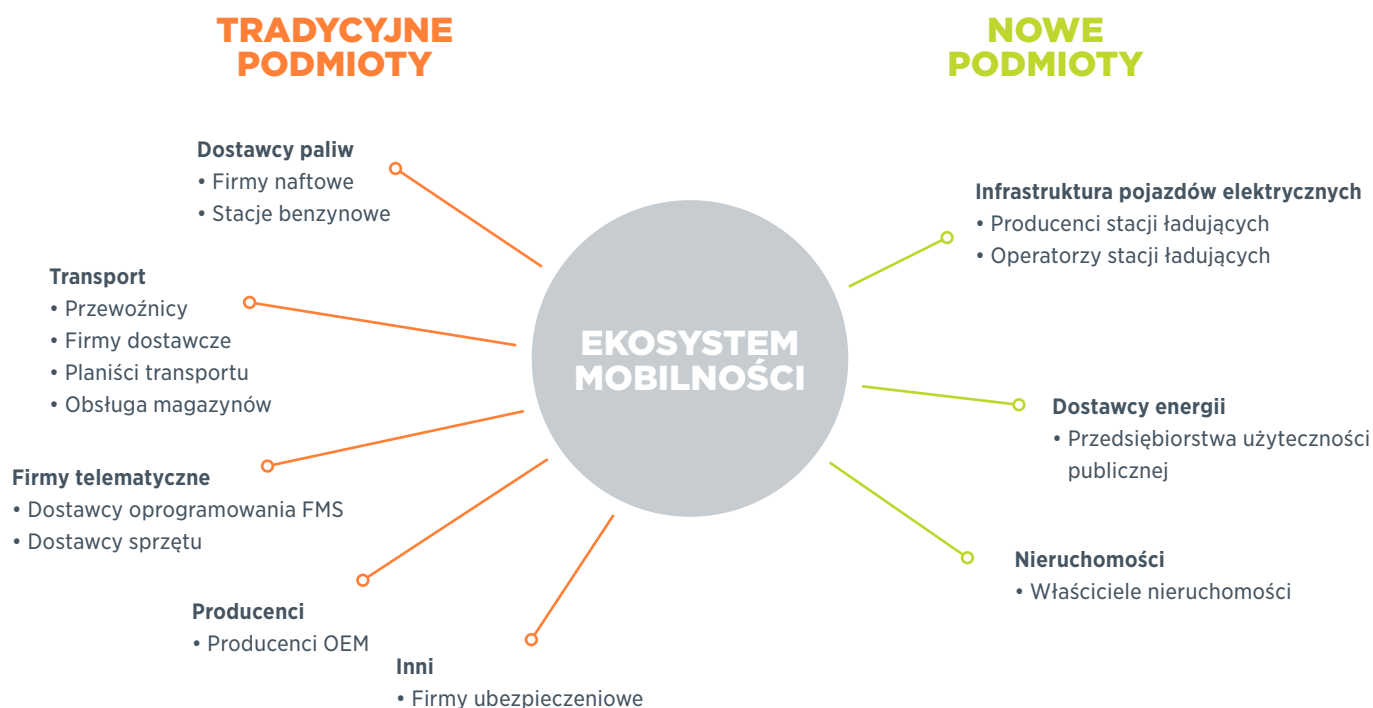 TRADYCYJNE
PODMIOTY
NOWE
PODMIOTY
Dostawcy paliw
• Firmy naftowe
• Stacje benzynowe
Transport
• Przewoźnicy
• Firmy dostawcze
• Planiści transportu
• Obsługa magazynów
Firmy telematyczne
• Dostawcy oprogramowania FMS
• Dostawcy sprzętu
Producenci
• Producenci OEM
Inni
• Firmy ubezpieczeniowe
EKOSYSTEM
MOBILNOŚCI
Infrastruktura pojazdów elektrycznych
• Producenci stacji ładujących
• Operatorzy stacji ładujących
Dostawcy energii
• Przedsiębiorstwa użyteczności
publicznej
Nieruchomości
• Właściciele nieruchomości